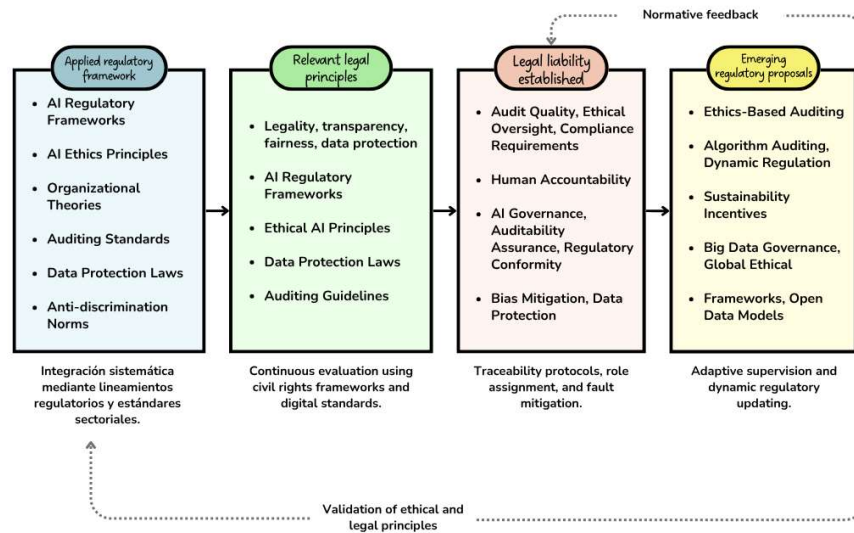 Normative feedback
Applied regulatory
framework
AI Regulatory
Frameworks
AI Ethics Principles
Organizational
Theories
Auditing Standards
Data Protection Laws
Anti-discrimination
Norms
Integración sistemática
mediante lineamientos
regulatorios y estándares
sectoriales.
Relevant legal
principles
Legality, transparency,
fairness, data protection
AI Regulatory
Frameworks
Ethical AI Principles
Data Protection Laws
Auditing Guidelines
Continuous evaluation using
civil rights frameworks and
digital standards.
Legal liability
established
Audit Quality, Ethical
Oversight, Compliance
Requirements
Human Accountability
AI Governance,
Auditability
Assurance, Regulatory
Conformity
Bias Mitigation, Data
Protection
Traceability protocols, role
assignment, and fault
mitigation.
Emerging
regulatory proposals
Ethics-Based Auditing
Algorithm Auditing,
Dynamic Regulation
Sustainability
Incentives
Big Data Governance,
Global Ethical
Frameworks, Open
Data Models
Adaptive supervision and
dynamic regulatory
updating.
Validation of ethical and
legal principles